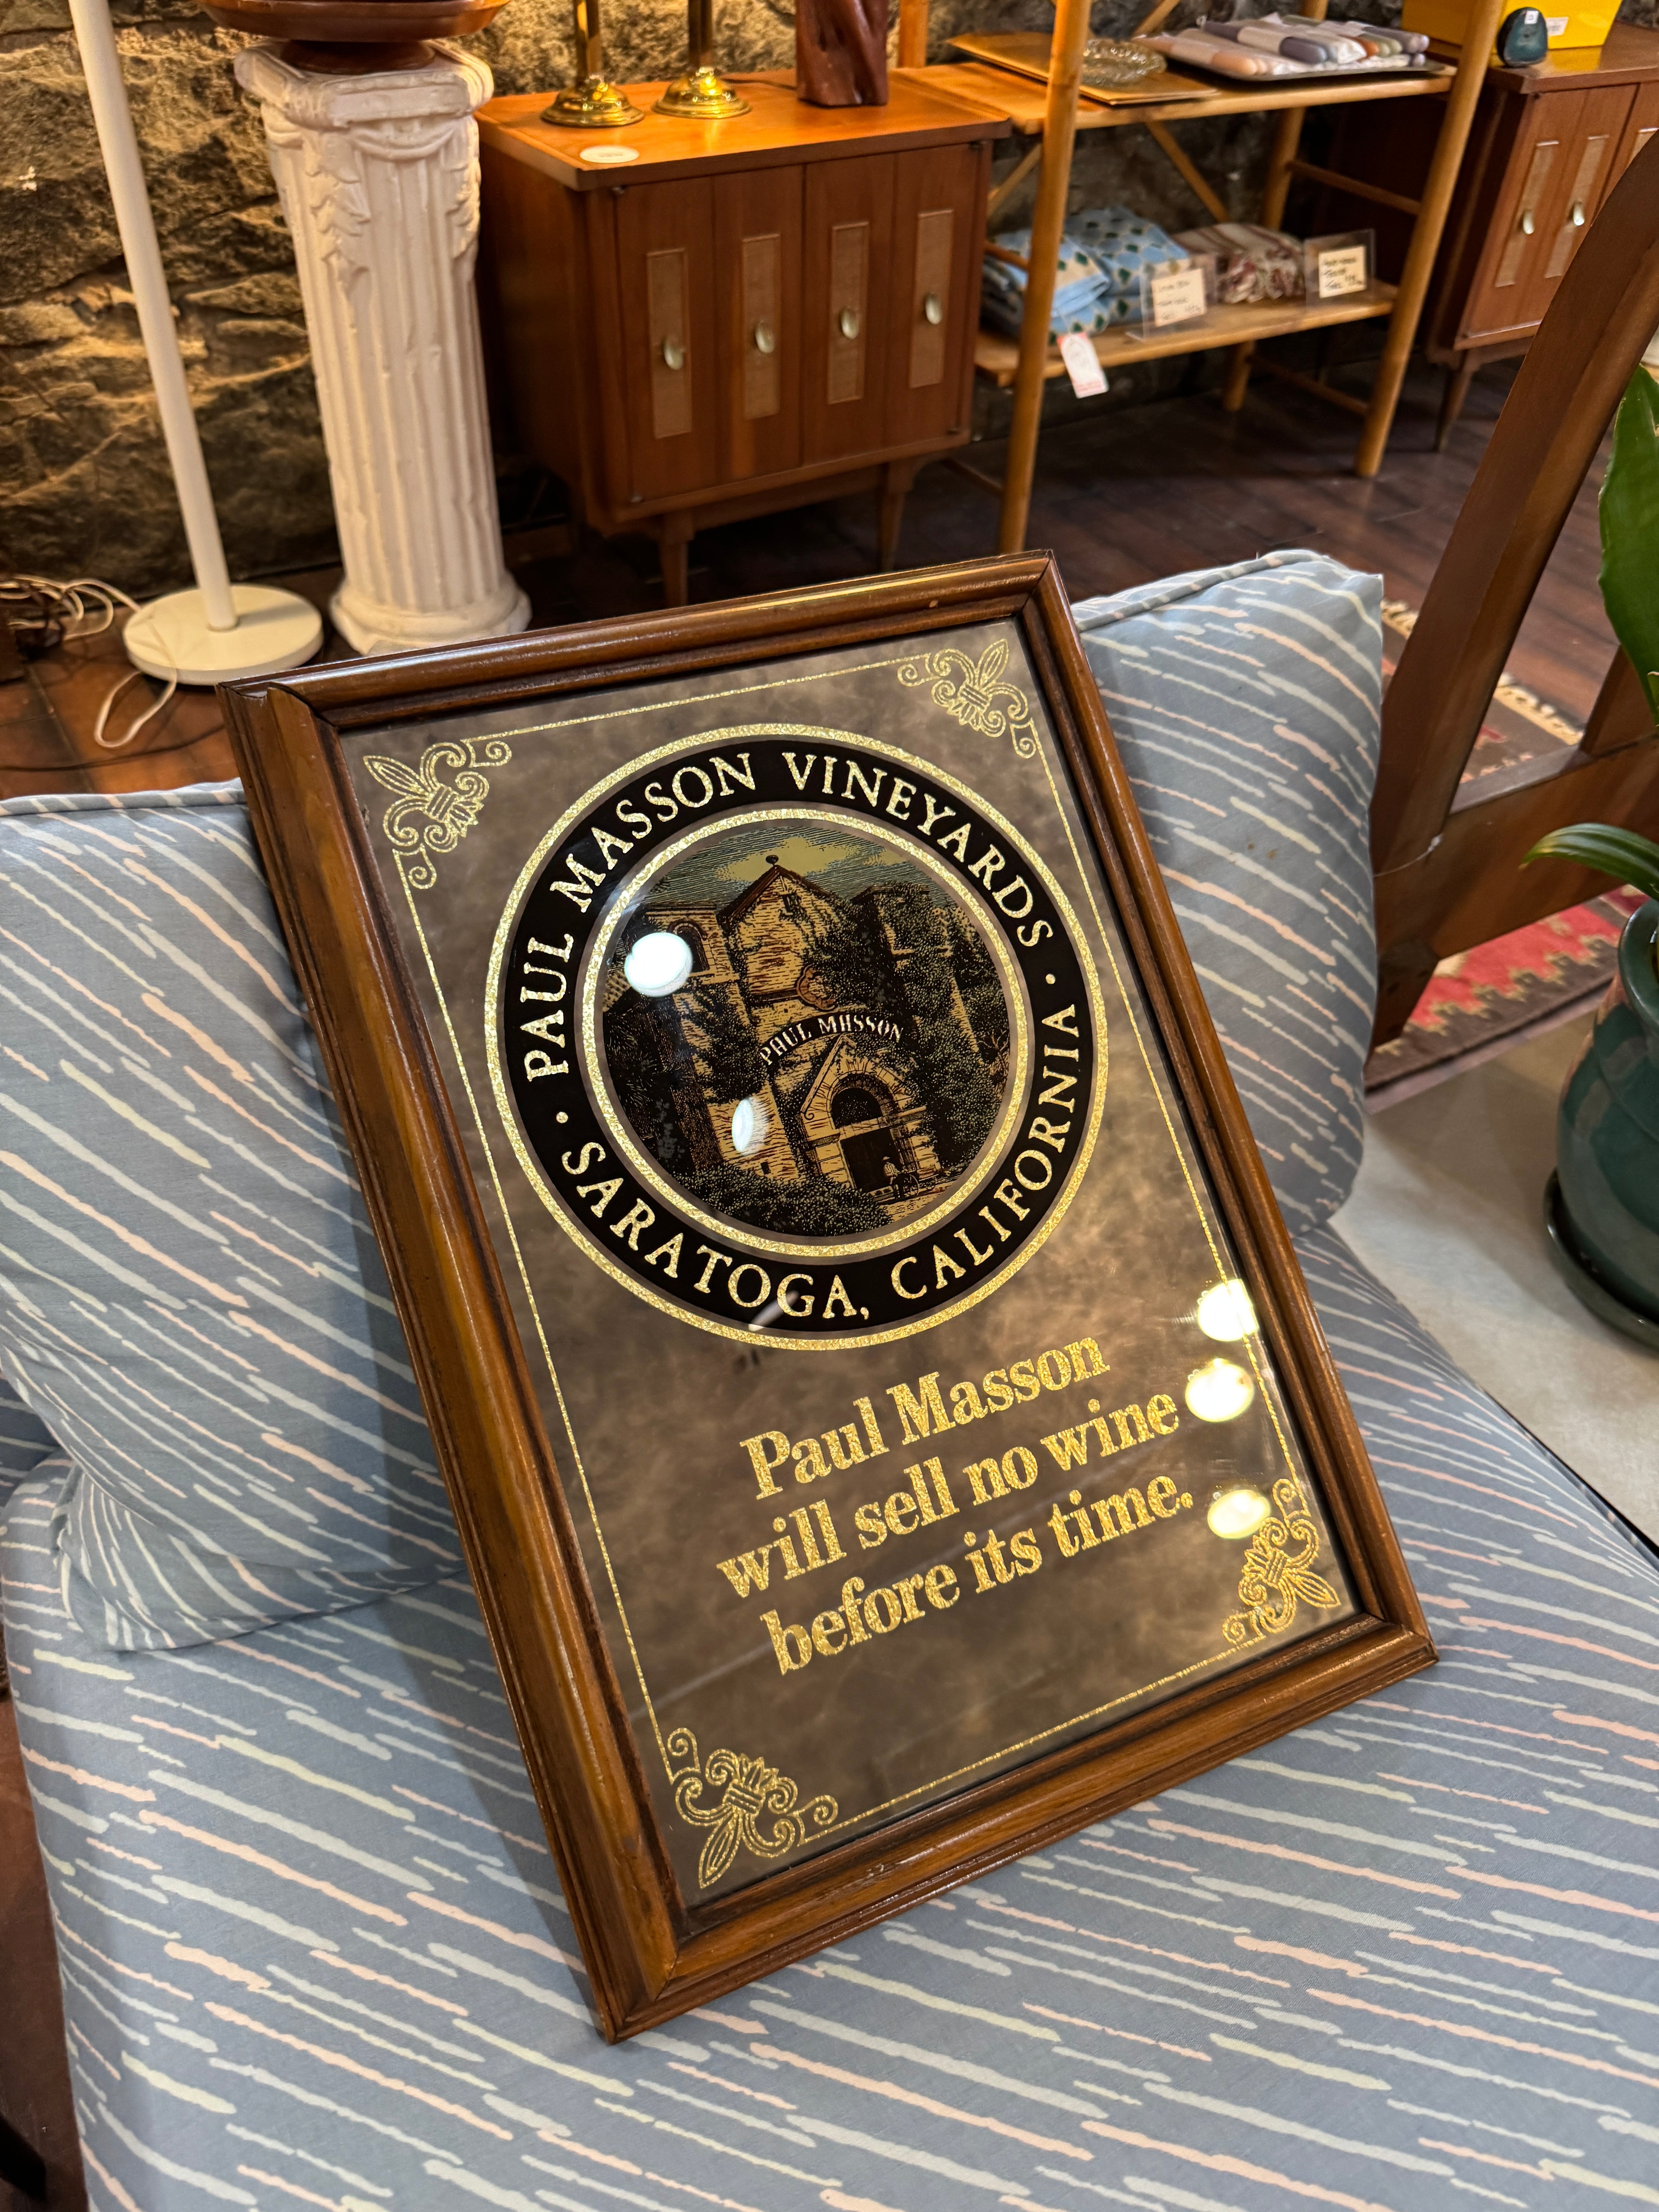 PAUL MASSON VINEYARDS
PAUL MASSON
· SARATOGA, CALIFORNIA ·
Paul Masson
will sell no wine
before its time.